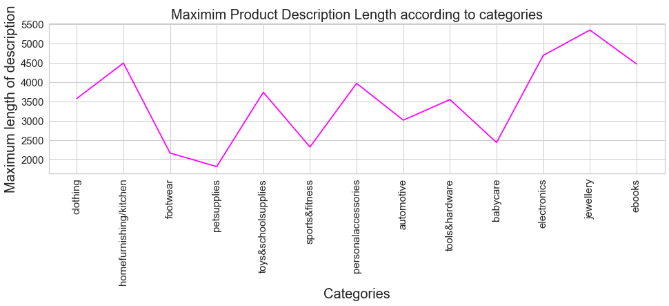 Maximim Product Description Length according to categories
Maximum length of description
5500
5000
4500
4000
3500
3000
2500
2000
clothing
homefurnishing/kitchen
footwear
petsupplies
toys&schoolsupplies
sports&fitness
personalaccessories
automotive
tools&hardware
babycare
electronics
jewellery
ebooks
Categories